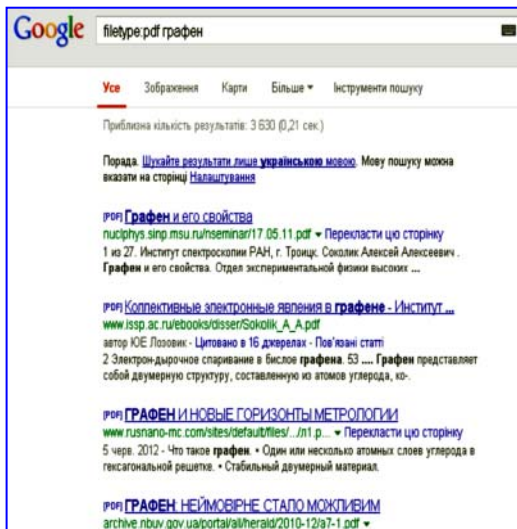 Google filetype:pdf графен
Усе Зображення Карти Більше ▾ Інструменти пошуку
Приблизна кількість результатів: 3 630 (0,21 сек.)
Порада. Шукайте результати лише українською мовою. Мову пошуку можна
вказати на сторінці Налаштування
[PDF] Графен и его свойства
nuclphys.sinp.msu.ru/nseminar/17.05.11.pdf ▾ Перекласти цю сторінку
1 из 27. Институт спектроскопии РАН, г. Троицк. Соколик Алексей Алексеевич .
Графен и его свойства. Отдел экспериментальной физики высоких ...
[PDF] Коллективные электронные явления в графене - Институт ...
www.issp.ac.ru/ebooks/disser/Sokolik_A_A.pdf
автор ЮЕ Лозовик - Цитовано в 16 джерелах - Пов'язані статті
2 Электрон-дырочное спаривание в бислое графена. 53 .... Графен представляет
собой двумерную структуру, составленную из атомов углерода, ко-.
[PDF] ГРАФЕН И НОВЫЕ ГОРИЗОНТЫ МЕТРОЛОГИИ
www.rusnano-mc.com/sites/default/files/.../л1.p... ▾ Перекласти цю сторінку
5 черв. 2012 - Что такое графен. • Один или несколько атомных слоев углерода в
гексагональной решетке. • Стабильный двумерный материал.
[PDF] ГРАФЕН: НЕЙМОВІРНЕ СТАЛО МОЖЛИВИМ
archive.nbuv.gov.ua/portal/all/herald/2010-12/a7-1.pdf ▾